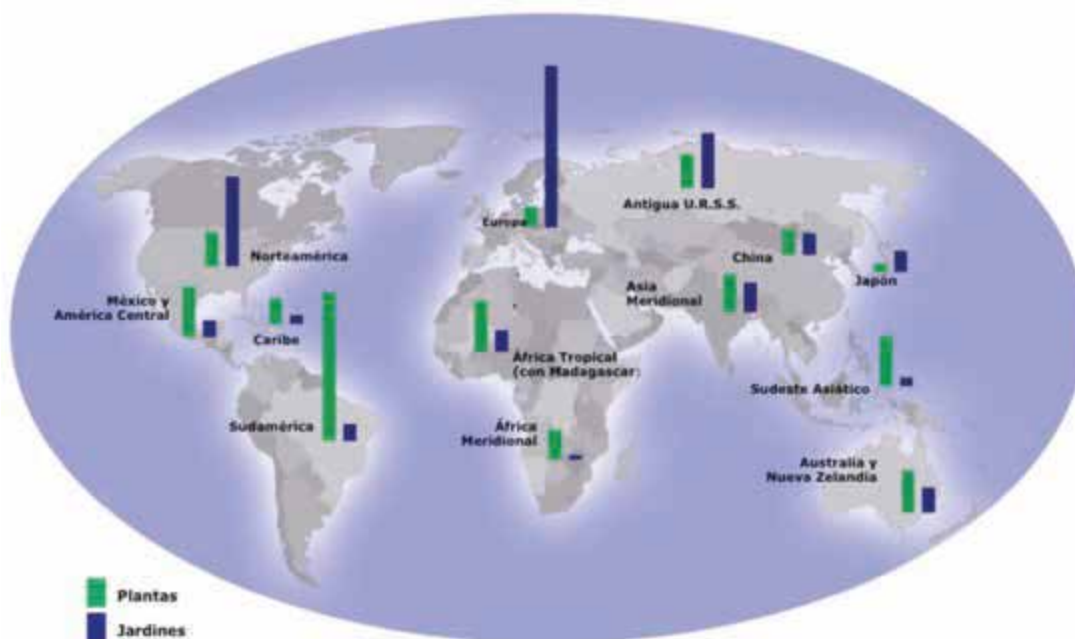 Antigua U.R.S.S.
Europa
Norteamérica
China
Japón
Asia
Meridional
México y
América Central
Caribe
África Tropical
(con Madagascar)
Sudeste Asiático
Sudamérica
África
Meridional
Australia y
Nueva Zelandia
Plantas
Jardines